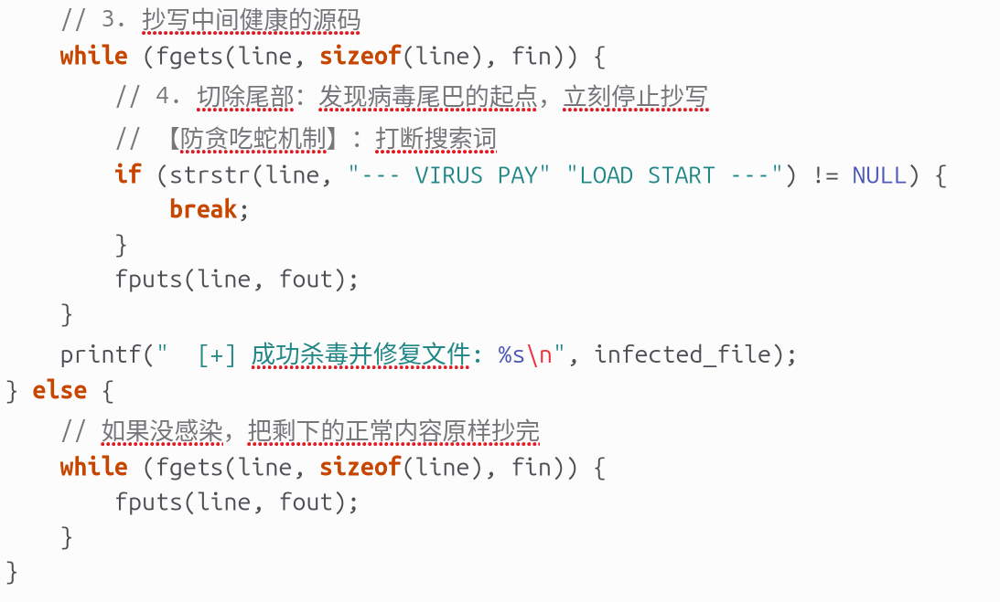 // 3. 抄写中间健康的源码
while (fgets(line, sizeof(line), fin)) {
// 4. 切除尾部：发现病毒尾巴的起点，立刻停止抄写
// 【防贪吃蛇机制】：打断搜索词
if (strstr(line, "--- VIRUS PAY" "LOAD START ---") != NULL) {
break;
}
fputs(line, fout);
}
printf("  [+] 成功杀毒并修复文件: %s\n", infected_file);
} else {
// 如果没感染，把剩下的正常内容原样抄完
while (fgets(line, sizeof(line), fin)) {
fputs(line, fout);
}
}